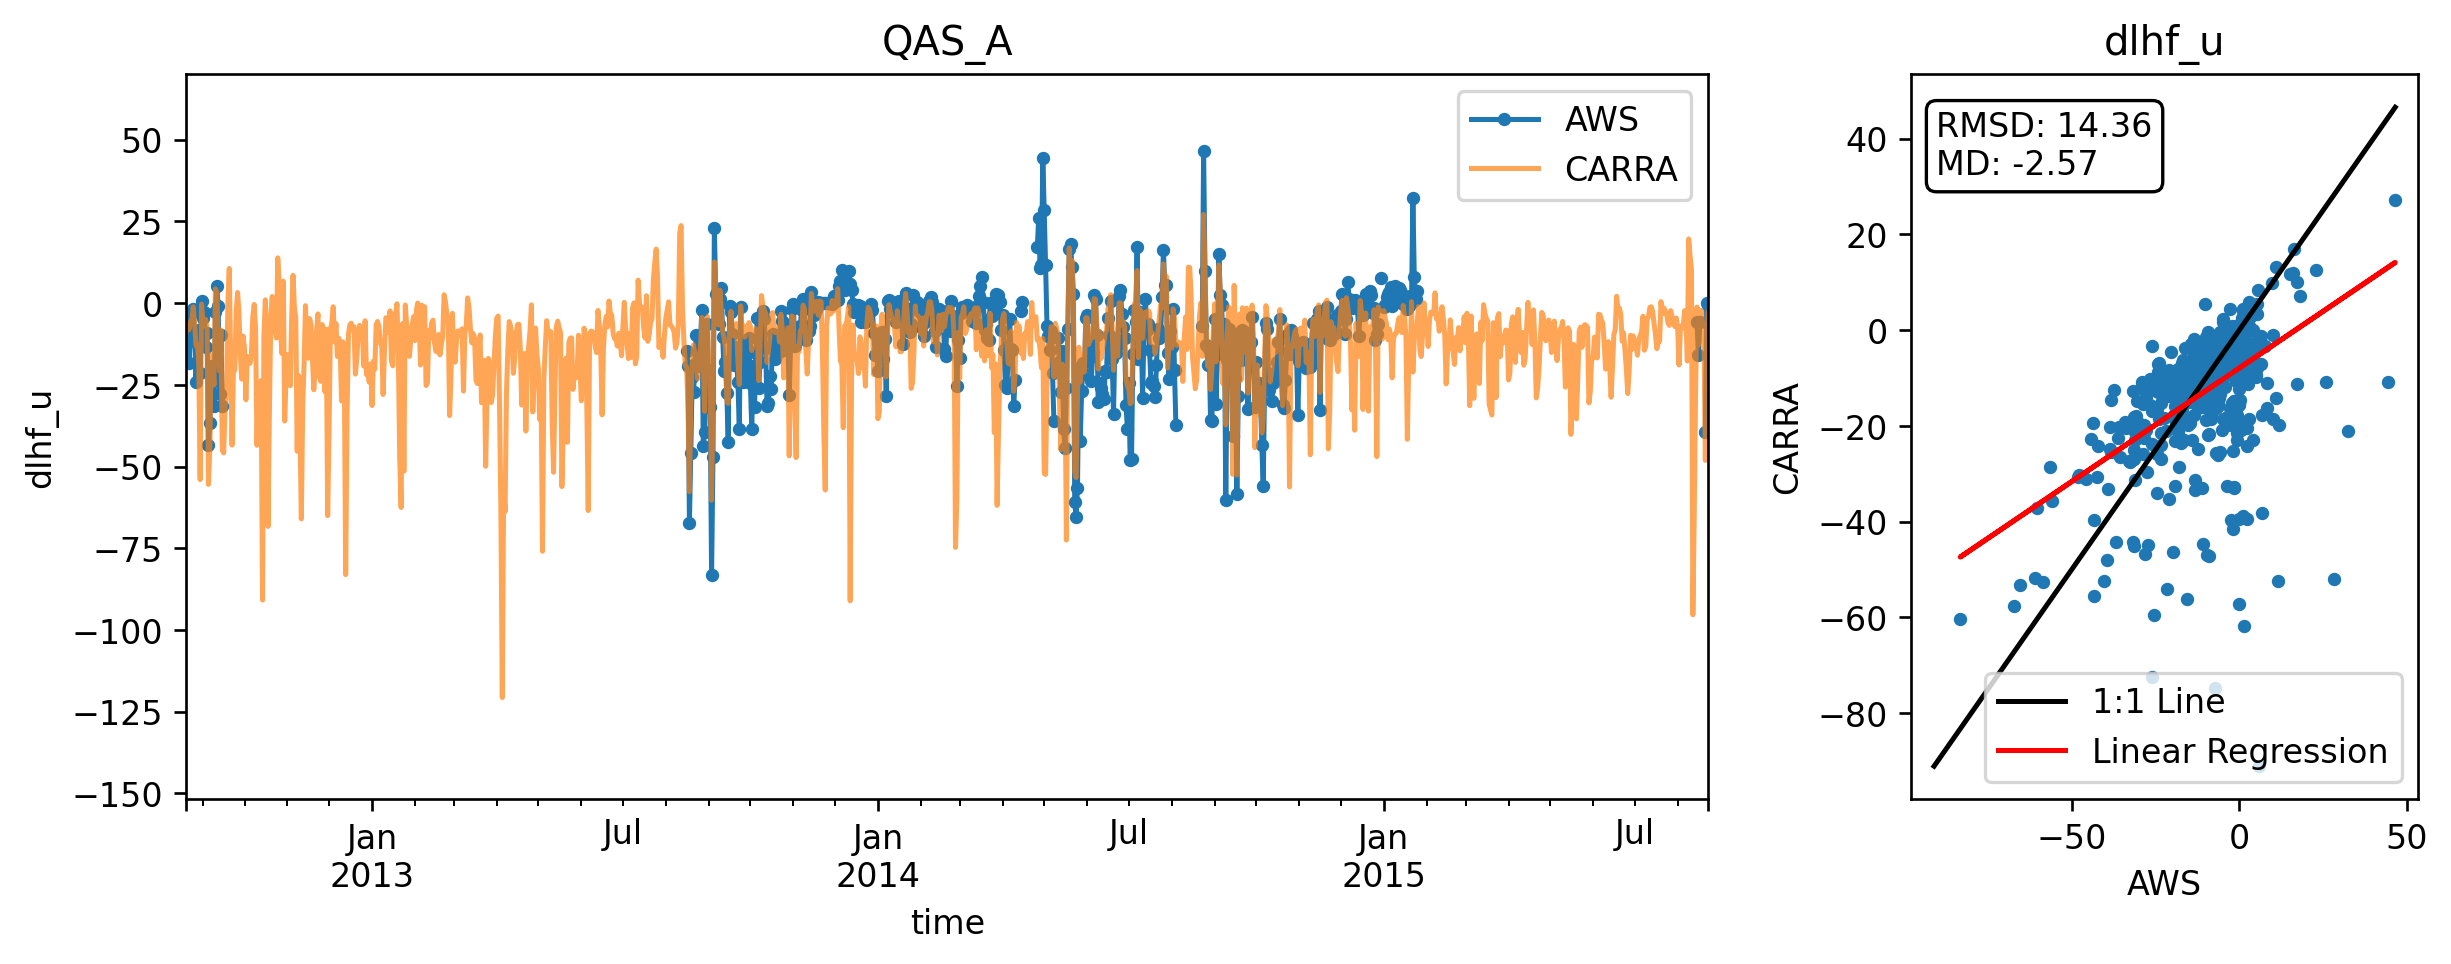 QAS_A
dlhf_u
50
25
0
−25
−50
−75
−100
−125
−150
AWS
CARRA
Jan
2013
Jul
Jan
2014
Jul
Jan
2015
Jul
time
dlhf_u
RMSD: 14.36
MD: -2.57
CARRA
40
20
0
−20
−40
−60
−80
1:1 Line
Linear Regression
−50
0
50
AWS